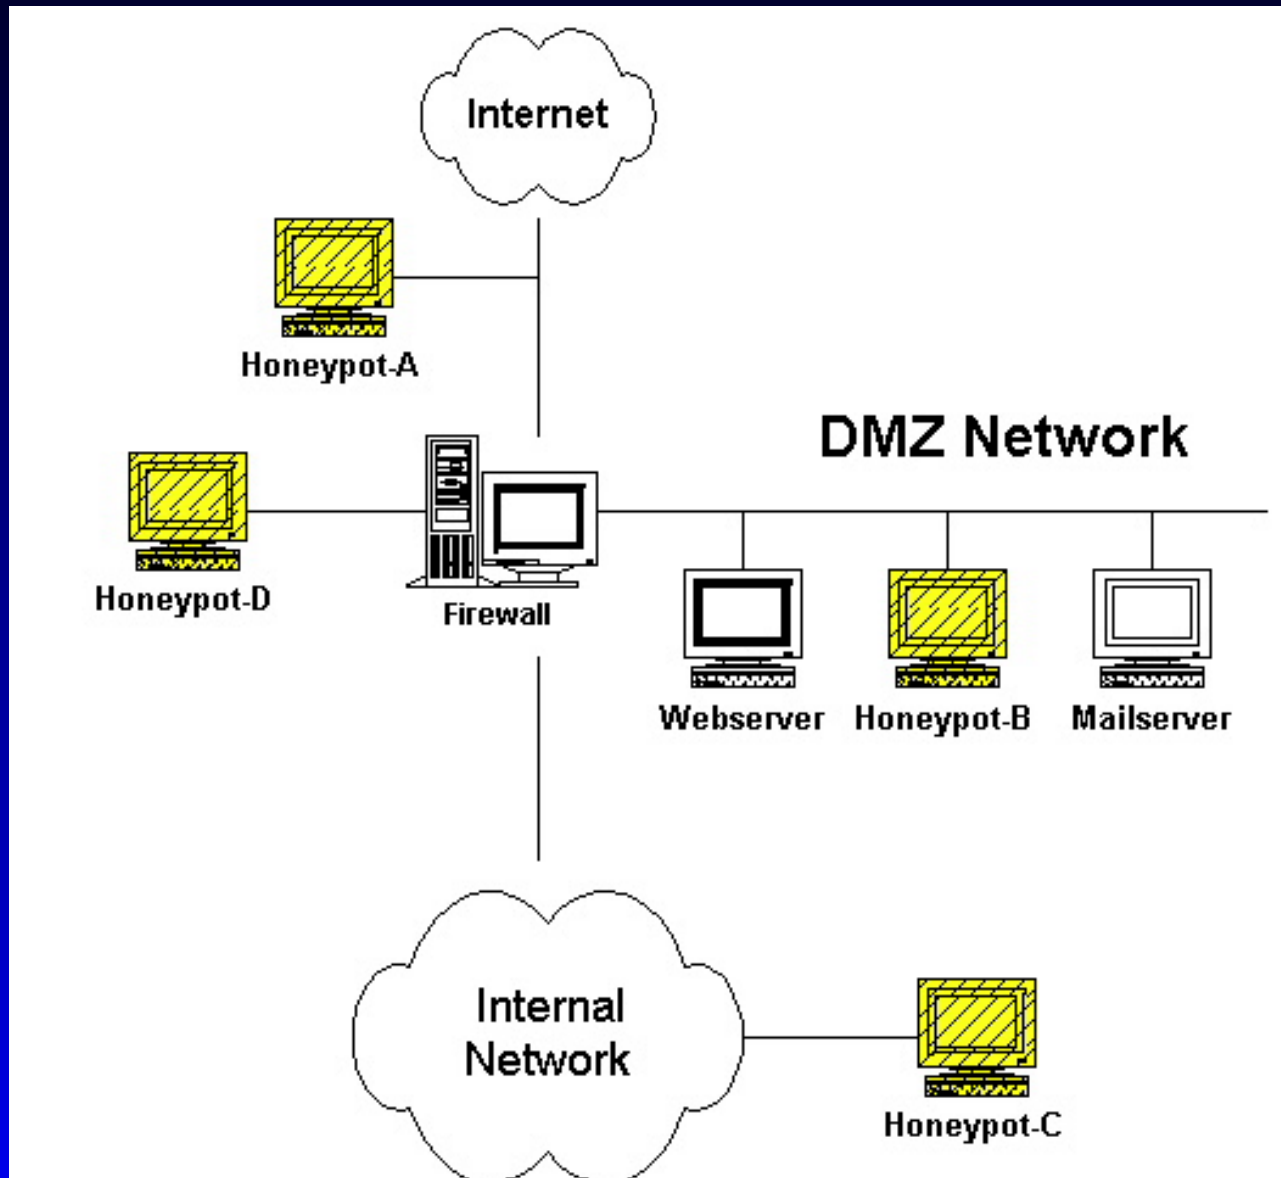 Internet
Honeypot-A
DMZ Network
Honeypot-D
Firewall
Webserver
Honeypot-B
Mailserver
Internal
Network
Honeypot-C